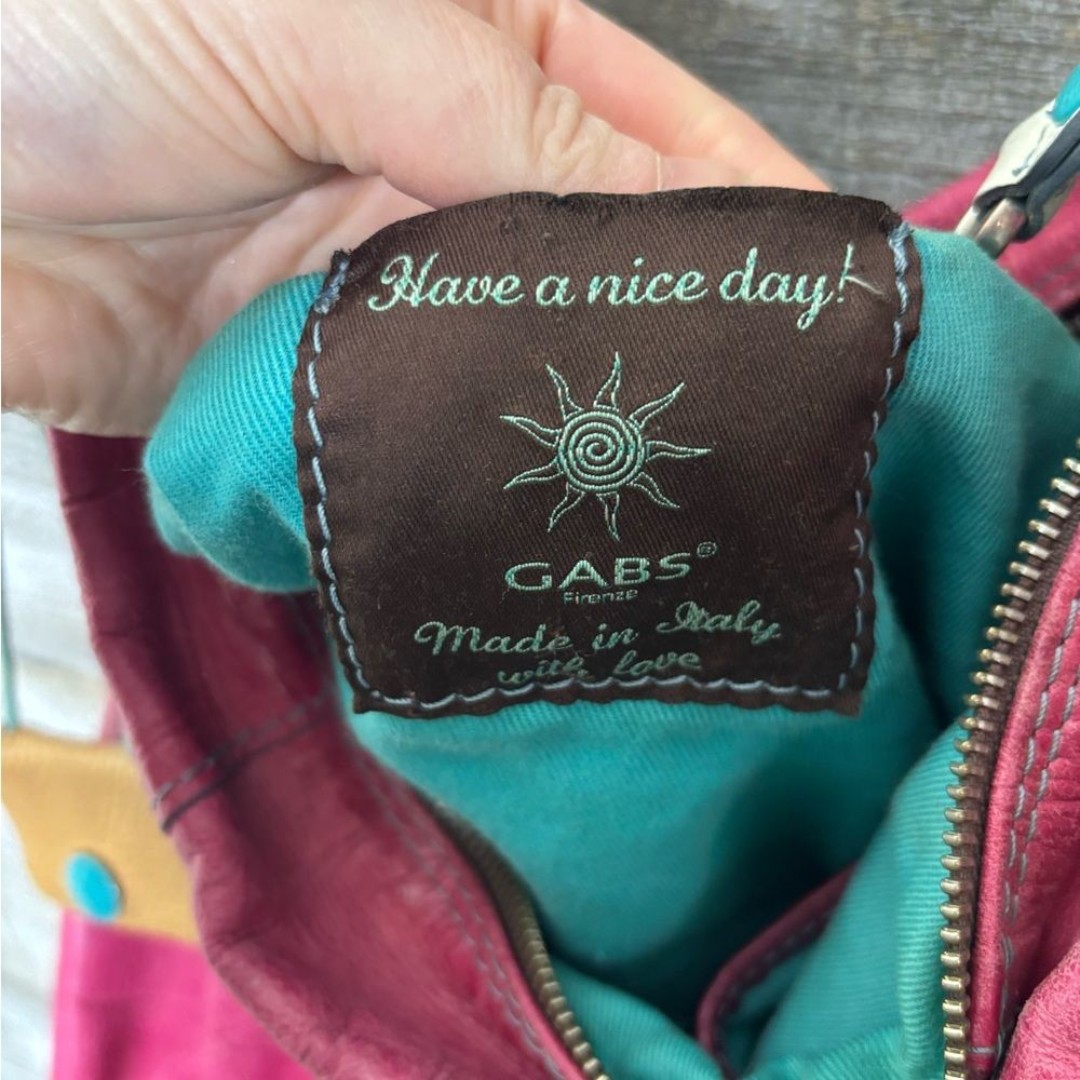 Have a nice day!
GABS®
Firenze
Made in Italy
with love